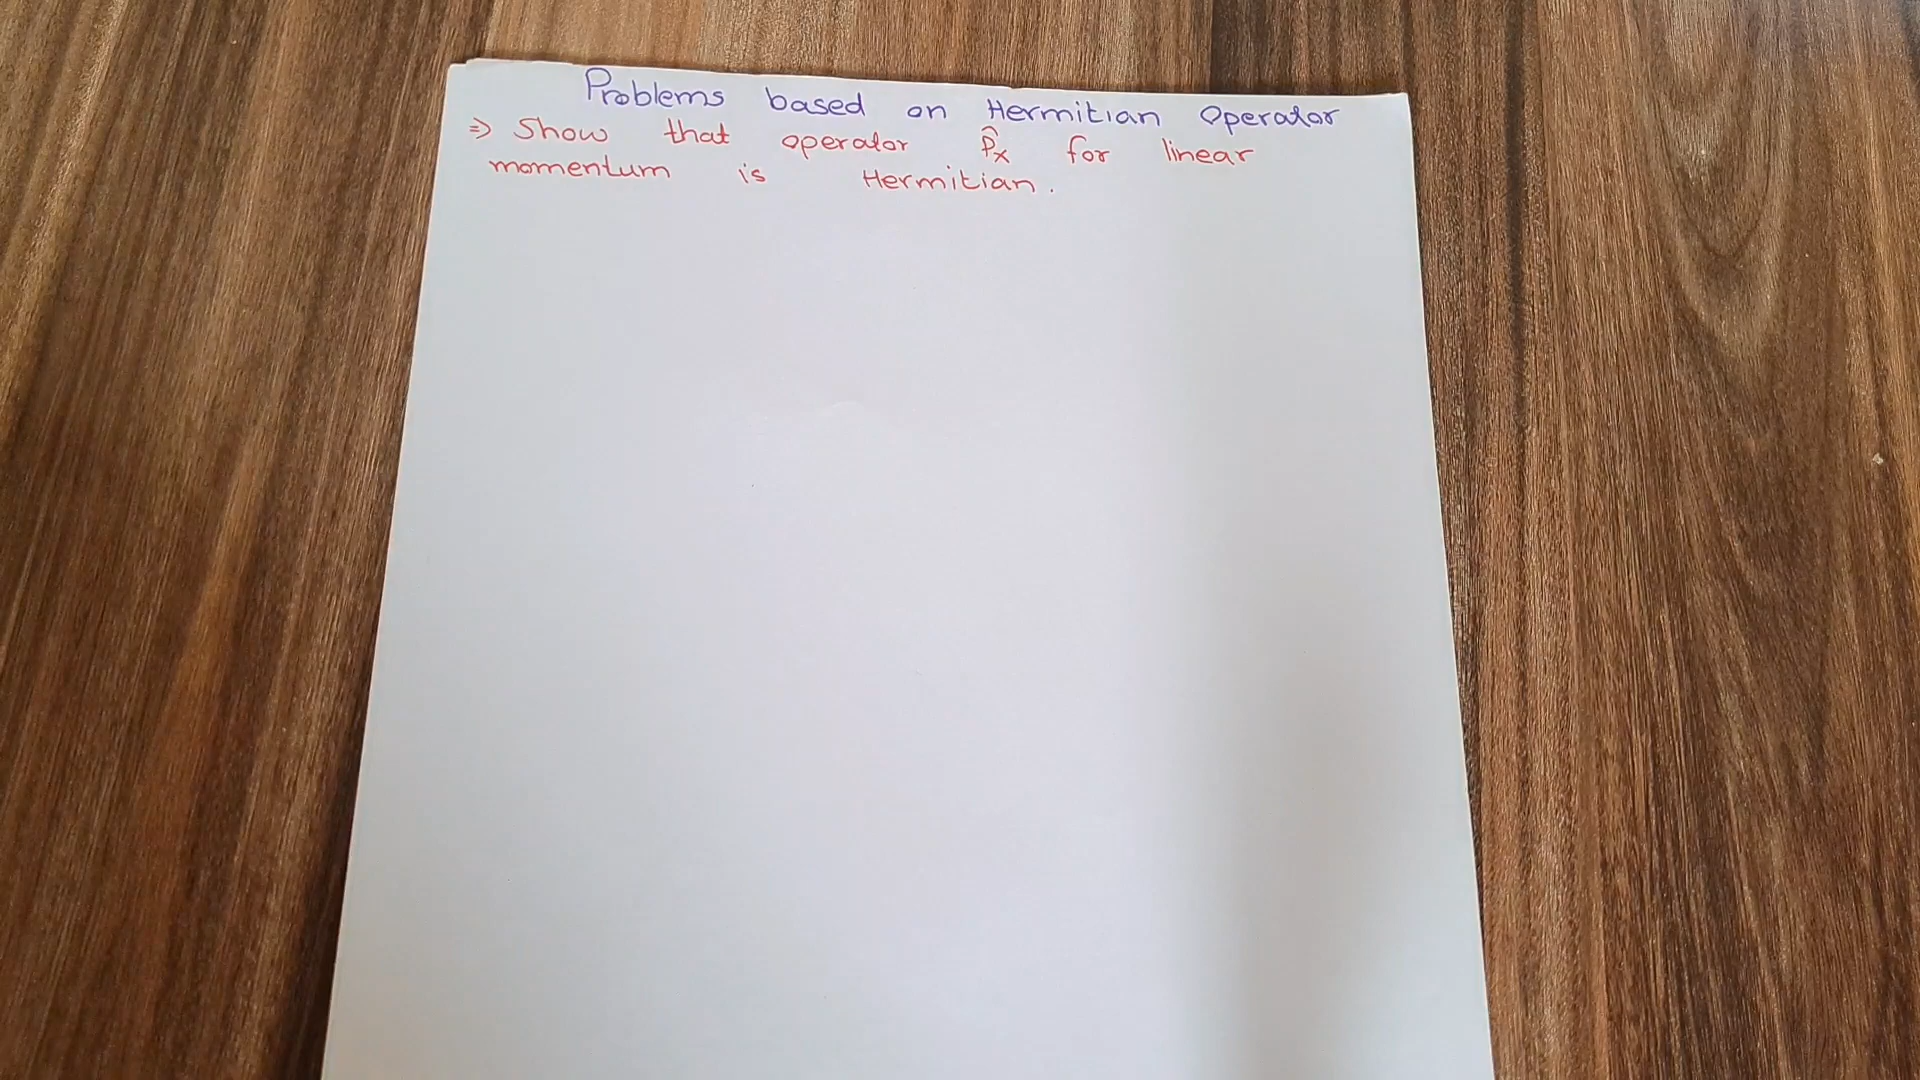 Problems based on Hermitian Operator
⇒ Show that operator p̂ₓ for linear
momentum is Hermitian.